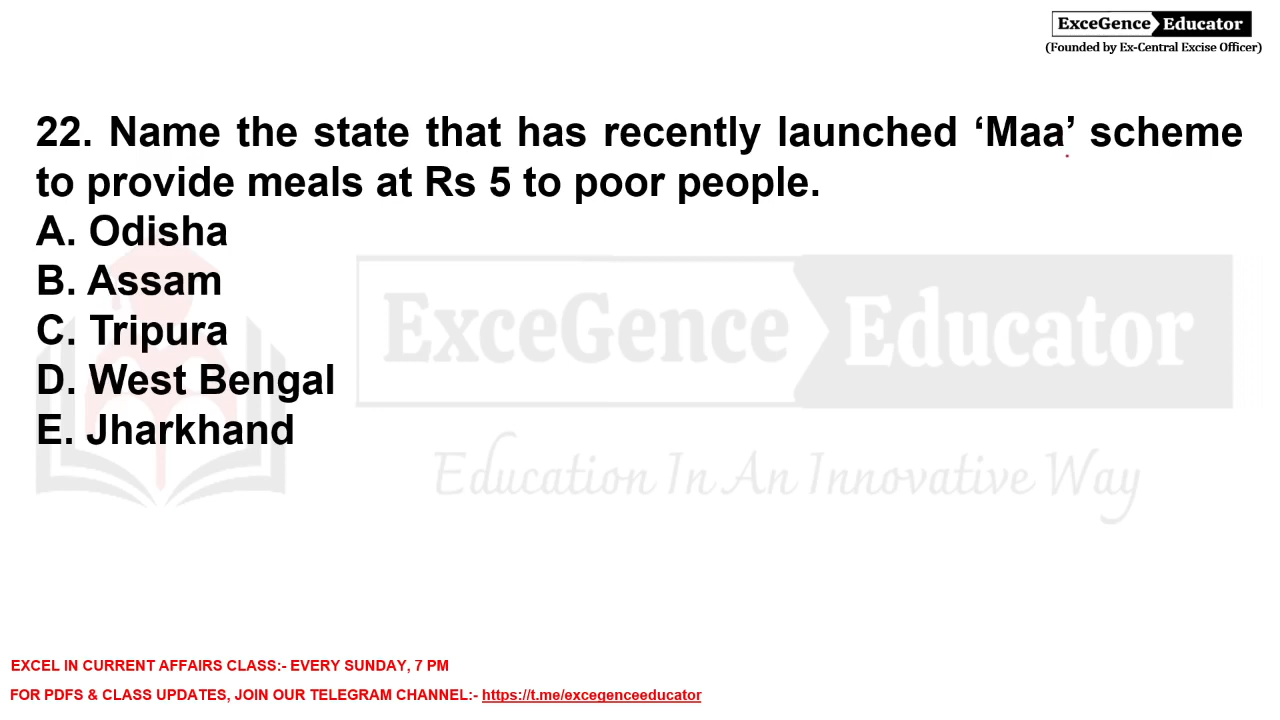 ExceGence Educator
(Founded by Ex-Central Excise Officer)
22. Name the state that has recently launched ‘Maa’ scheme
to provide meals at Rs 5 to poor people.
A. Odisha
B. Assam
C. Tripura
D. West Bengal
E. Jharkhand
ExceGence Educator
Education In An Innovative Way
EXCEL IN CURRENT AFFAIRS CLASS:- EVERY SUNDAY, 7 PM
FOR PDFS & CLASS UPDATES, JOIN OUR TELEGRAM CHANNEL:- https://t.me/excegenceeducator